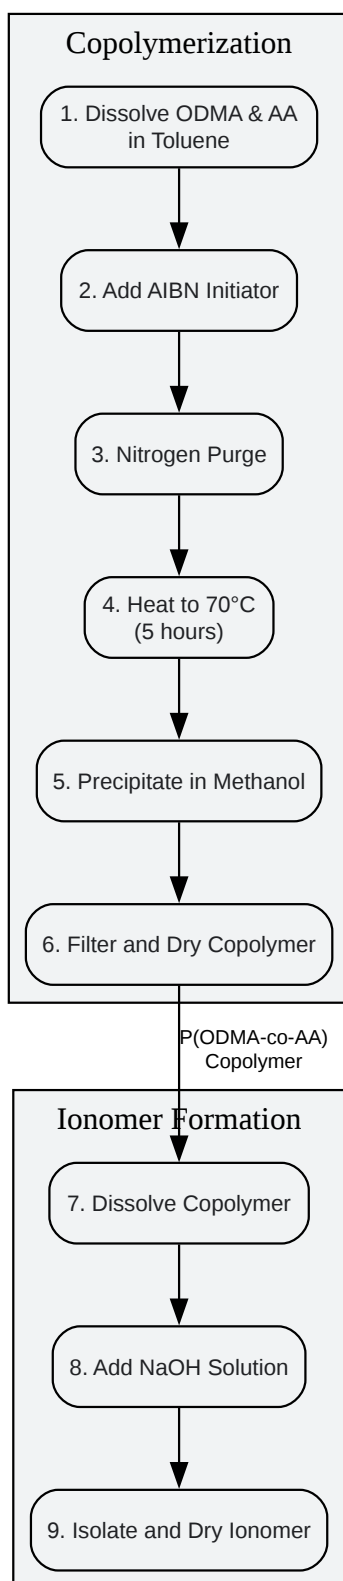 Copolymerization
1. Dissolve ODMA & AA
in Toluene
2. Add AIBN Initiator
3. Nitrogen Purge
4. Heat to 70°C
(5 hours)
5. Precipitate in Methanol
6. Filter and Dry Copolymer
P(ODMA-co-AA)
Copolymer
Ionomer Formation
7. Dissolve Copolymer
8. Add NaOH Solution
9. Isolate and Dry Ionomer